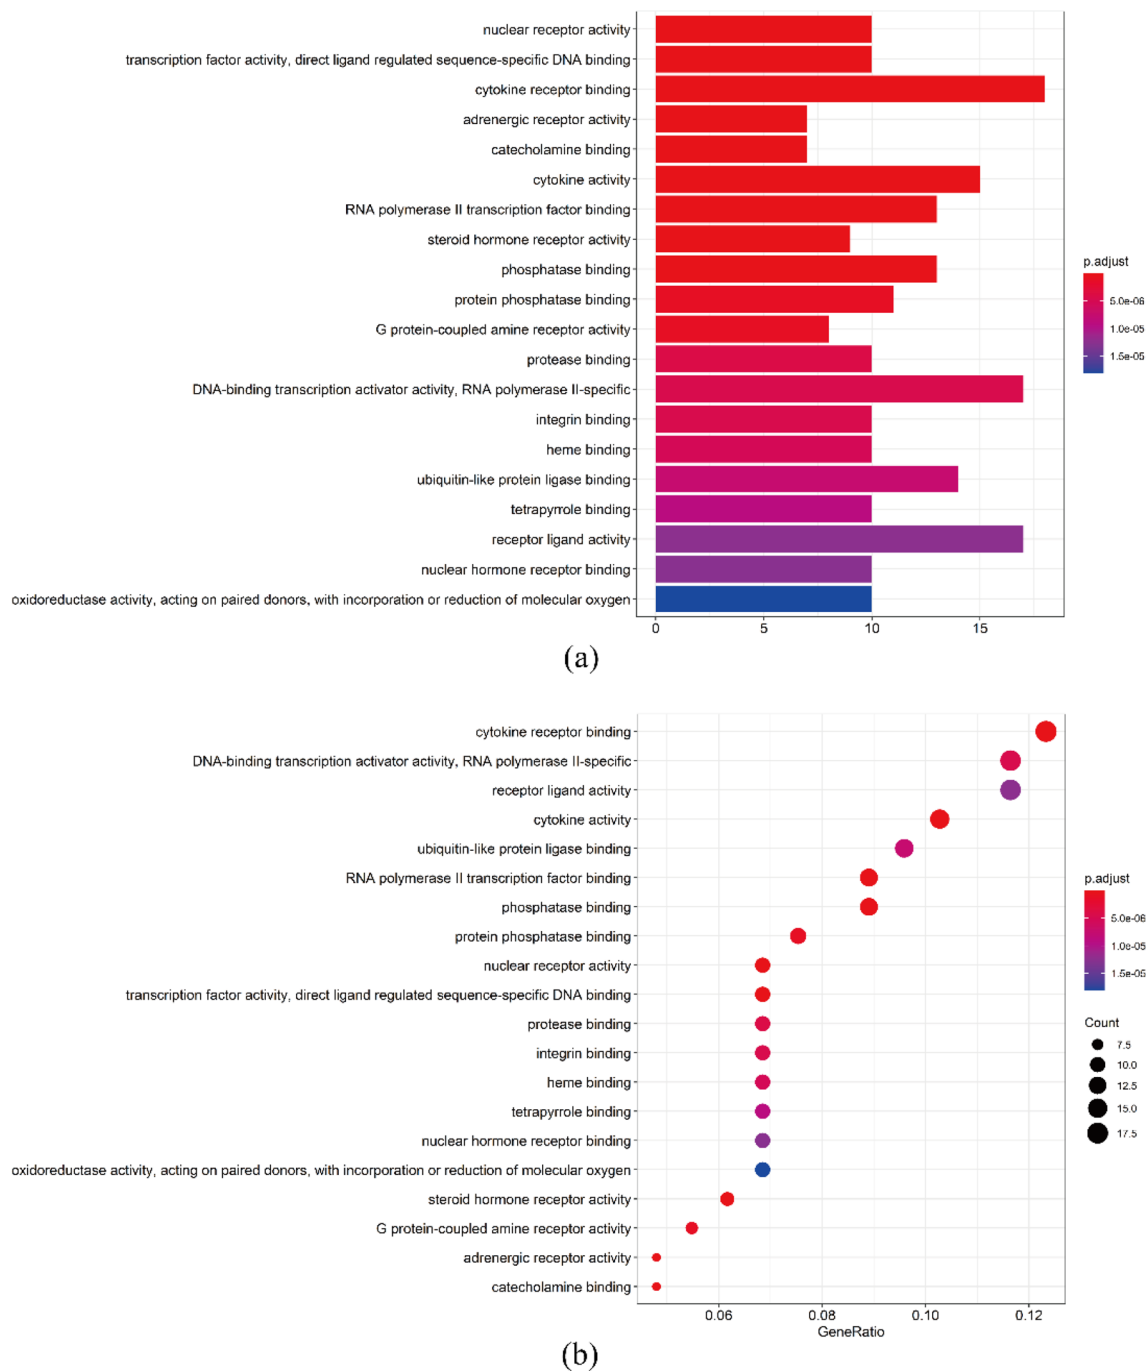 nuclear receptor activity
transcription factor activity, direct ligand regulated sequence-specific DNA binding
cytokine receptor binding
adrenergic receptor activity
catecholamine binding
cytokine activity
RNA polymerase II transcription factor binding
steroid hormone receptor activity
phosphatase binding
protein phosphatase binding
G protein-coupled amine receptor activity
protease binding
DNA-binding transcription activator activity, RNA polymerase II-specific
integrin binding
heme binding
ubiquitin-like protein ligase binding
tetrapyrrole binding
receptor ligand activity
nuclear hormone receptor binding
oxidoreductase activity, acting on paired donors, with incorporation or reduction of molecular oxygen
0 5 10 15
p.adjust
5.0e-06
1.0e-05
1.5e-05
(a)
cytokine receptor binding
DNA-binding transcription activator activity, RNA polymerase II-specific
receptor ligand activity
cytokine activity
ubiquitin-like protein ligase binding
RNA polymerase II transcription factor binding
phosphatase binding
protein phosphatase binding
nuclear receptor activity
transcription factor activity, direct ligand regulated sequence-specific DNA binding
protease binding
integrin binding
heme binding
tetrapyrrole binding
nuclear hormone receptor binding
oxidoreductase activity, acting on paired donors, with incorporation or reduction of molecular oxygen
steroid hormone receptor activity
G protein-coupled amine receptor activity
adrenergic receptor activity
catecholamine binding
0.06 0.08 0.10 0.12
GeneRatio
p.adjust
5.0e-06
1.0e-05
1.5e-05
Count
7.5
10.0
12.5
15.0
17.5
(b)